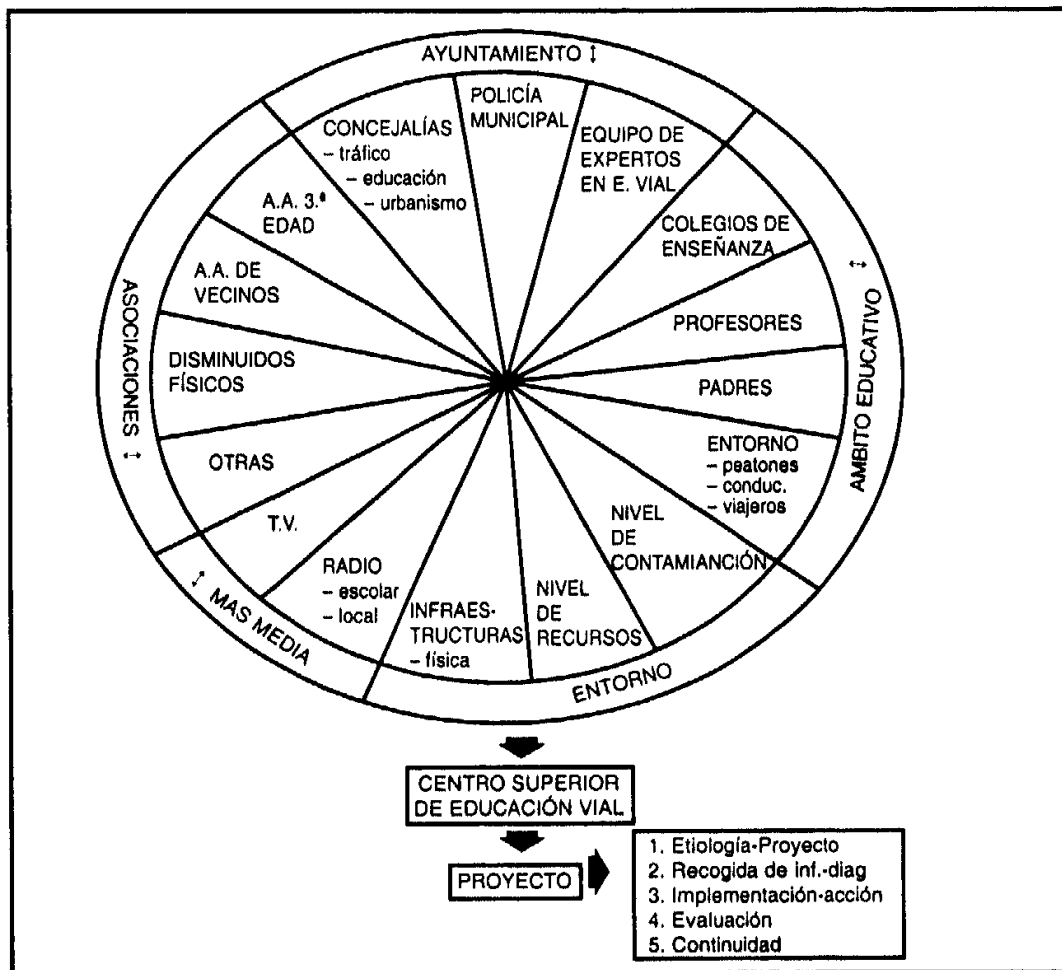 AYUNTAMIENTO ↕
POLICÍA
MUNICIPAL
CONCEJALÍAS
– tráfico
– educación
– urbanismo
EQUIPO DE
EXPERTOS
EN E. VIAL
A.A. 3.ª
EDAD
COLEGIOS DE
ENSEÑANZA
A.A. DE
VECINOS
PROFESORES
ASOCIACIONES ↕
DISMINUIDOS
FÍSICOS
PADRES
AMBITO EDUCATIVO ↕
OTRAS
ENTORNO
– peatones
– conduc.
– viajeros
T.V.
NIVEL
DE
CONTAMIANCIÓN
RADIO
– escolar
– local
INFRAES-
TRUCTURAS
– física
NIVEL
DE
RECURSOS
↕ MAS MEDIA
ENTORNO
CENTRO SUPERIOR
DE EDUCACIÓN VIAL
PROYECTO
1. Etiología-Proyecto
2. Recogida de inf.-diag
3. Implementación-acción
4. Evaluación
5. Continuidad